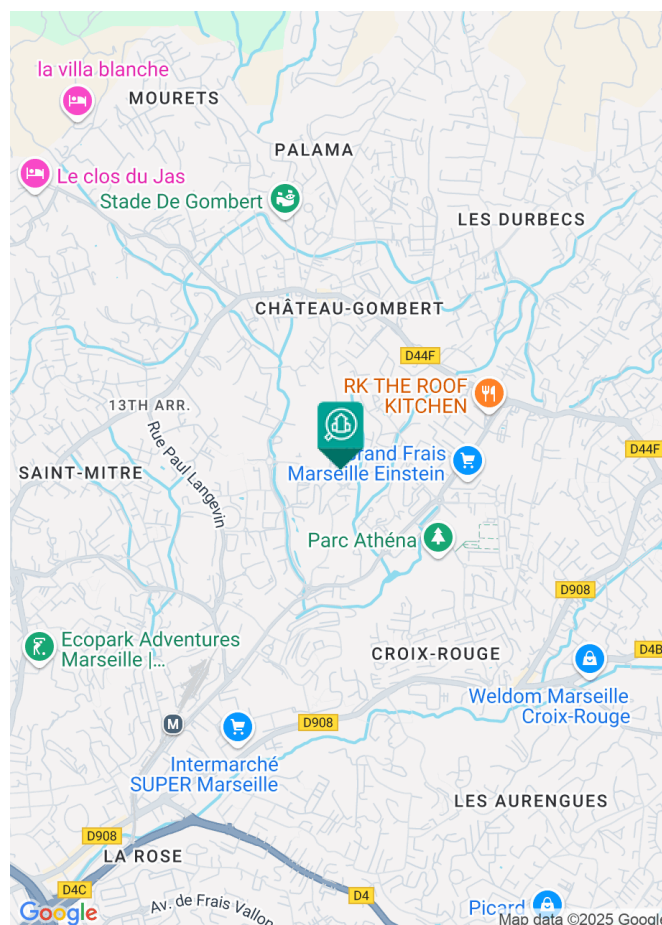 la villa blanche
MOURETS
PALAMA
Le clos du Jas
Stade De Gombert
LES DURBECS
CHÂTEAU-GOMBERT
D44F
RK THE ROOF
KITCHEN
13TH ARR.
Rue Paul Langevin
Grand Frais
Marseille Einstein
D44F
SAINT-MITRE
Parc Athéna
D908
Ecopark Adventures
Marseille |...
CROIX-ROUGE
D4B
Weldom Marseille
Croix-Rouge
M
D908
Intermarché
SUPER Marseille
LES AURENGUES
D908
LA ROSE
D4C
D4
Av. de Frais Vallon
Picard
Google
Map data ©2025 Google